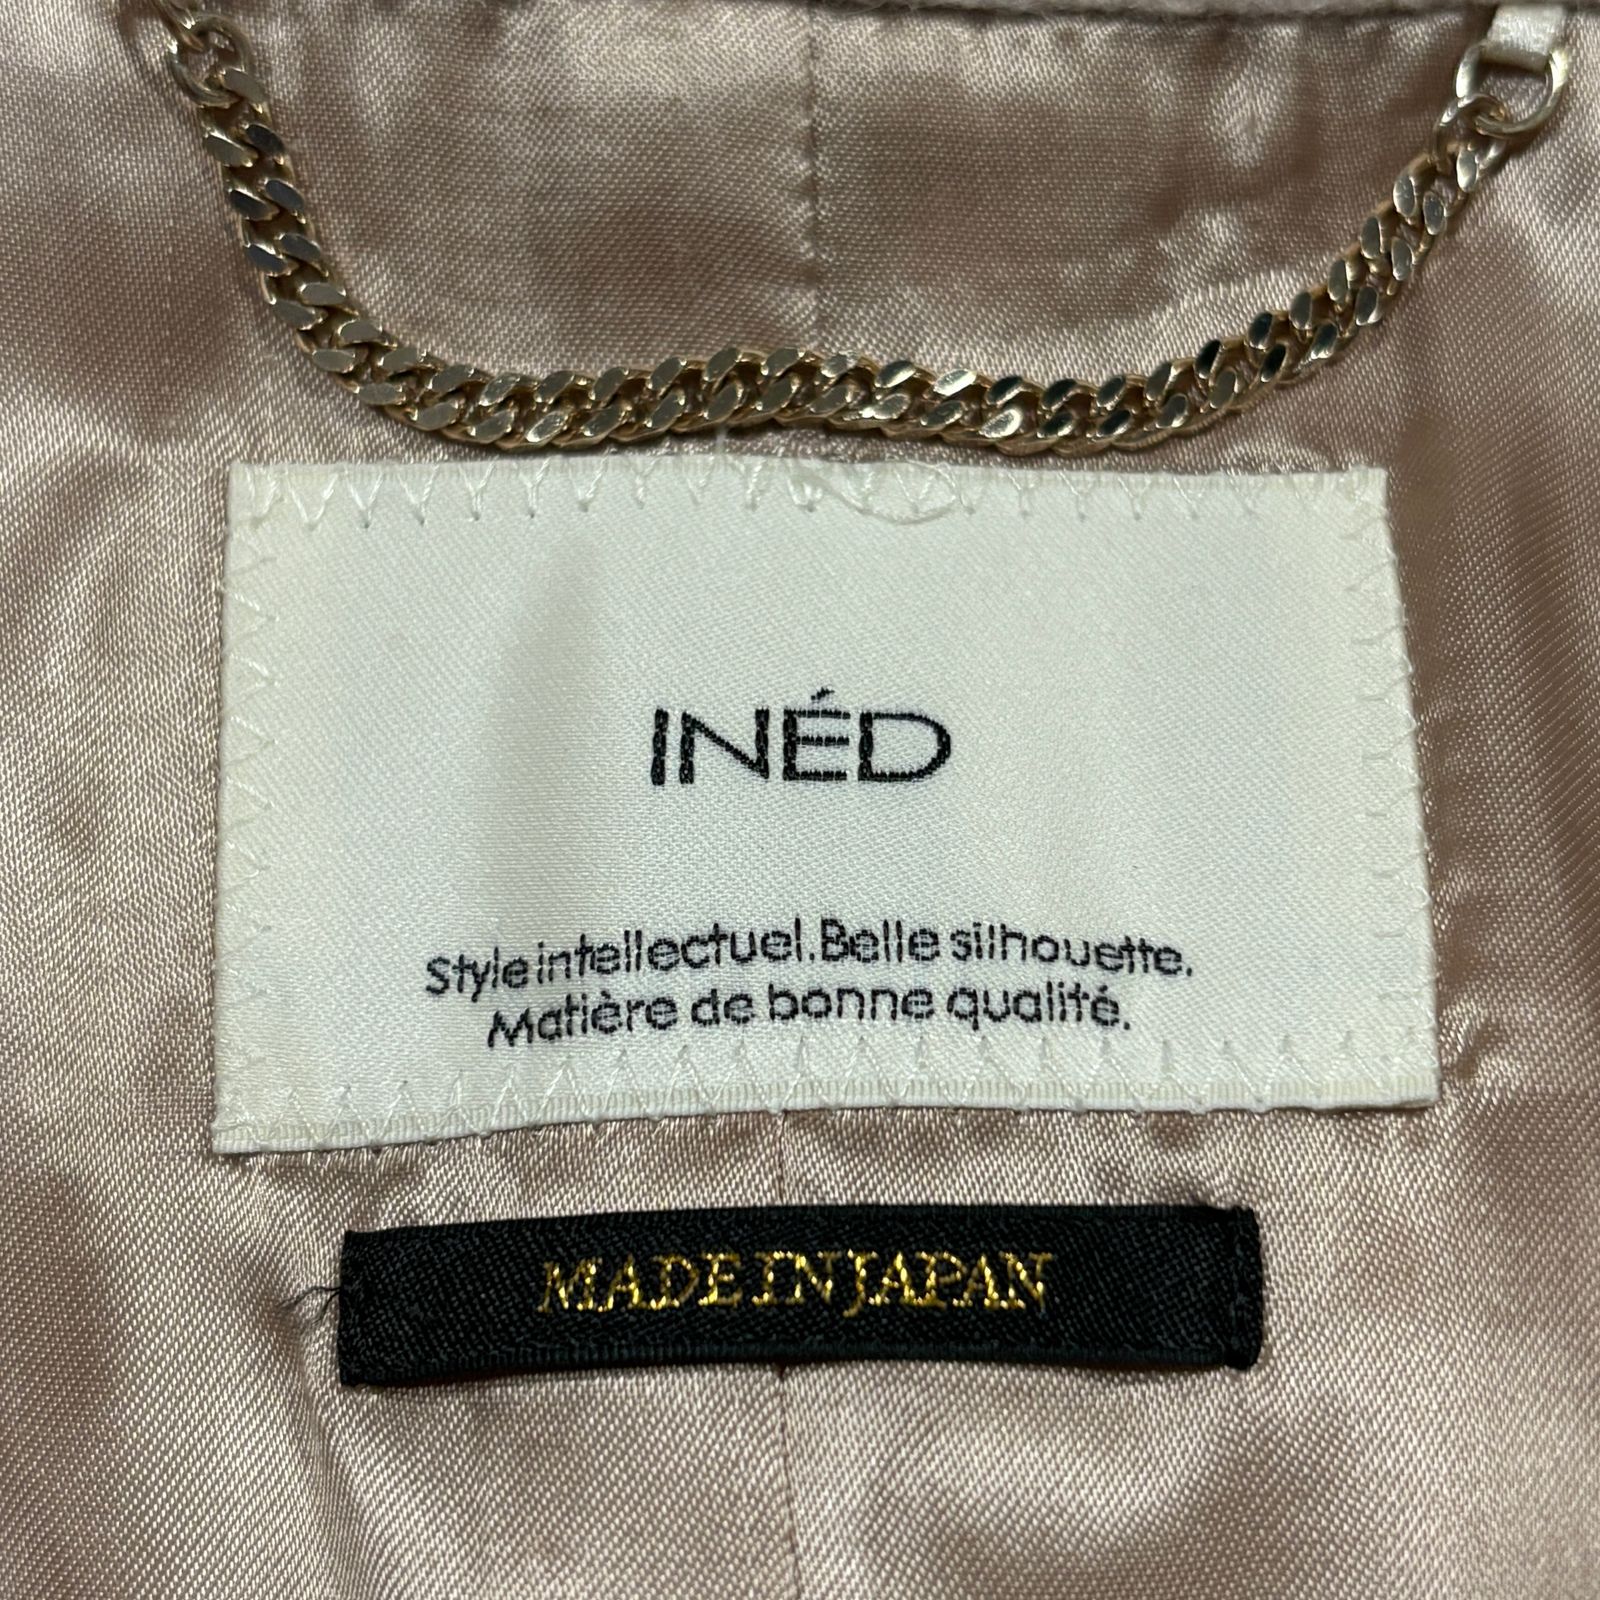 INÉD
Style intellectuel. Belle silhouette.
Matière de bonne qualité.
MADE IN JAPAN